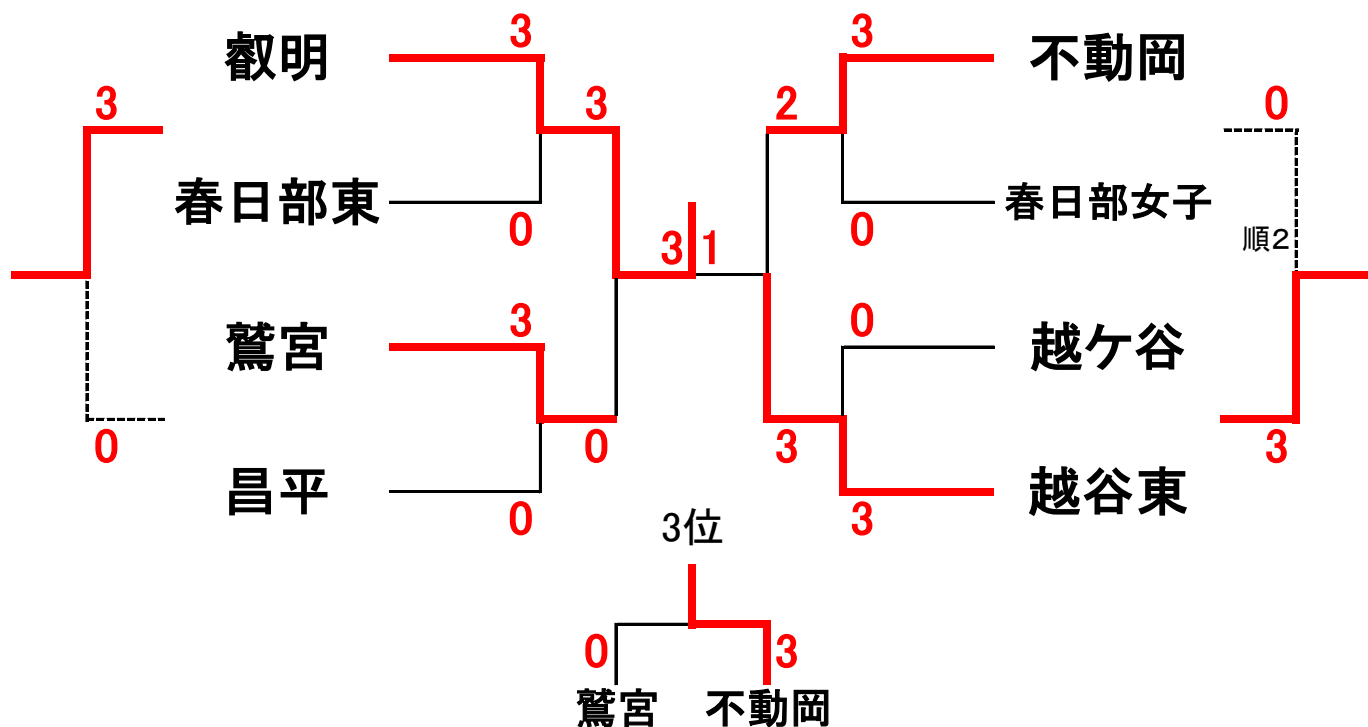 3 3
叡明 不動岡
3 3 2 0
春日部東 春日部女子
0 0
3 1 順2
3 0
鷲宮 越ケ谷
0 0 3 3
昌平 越谷東
0 3
3位
0 3
鷲宮 不動岡